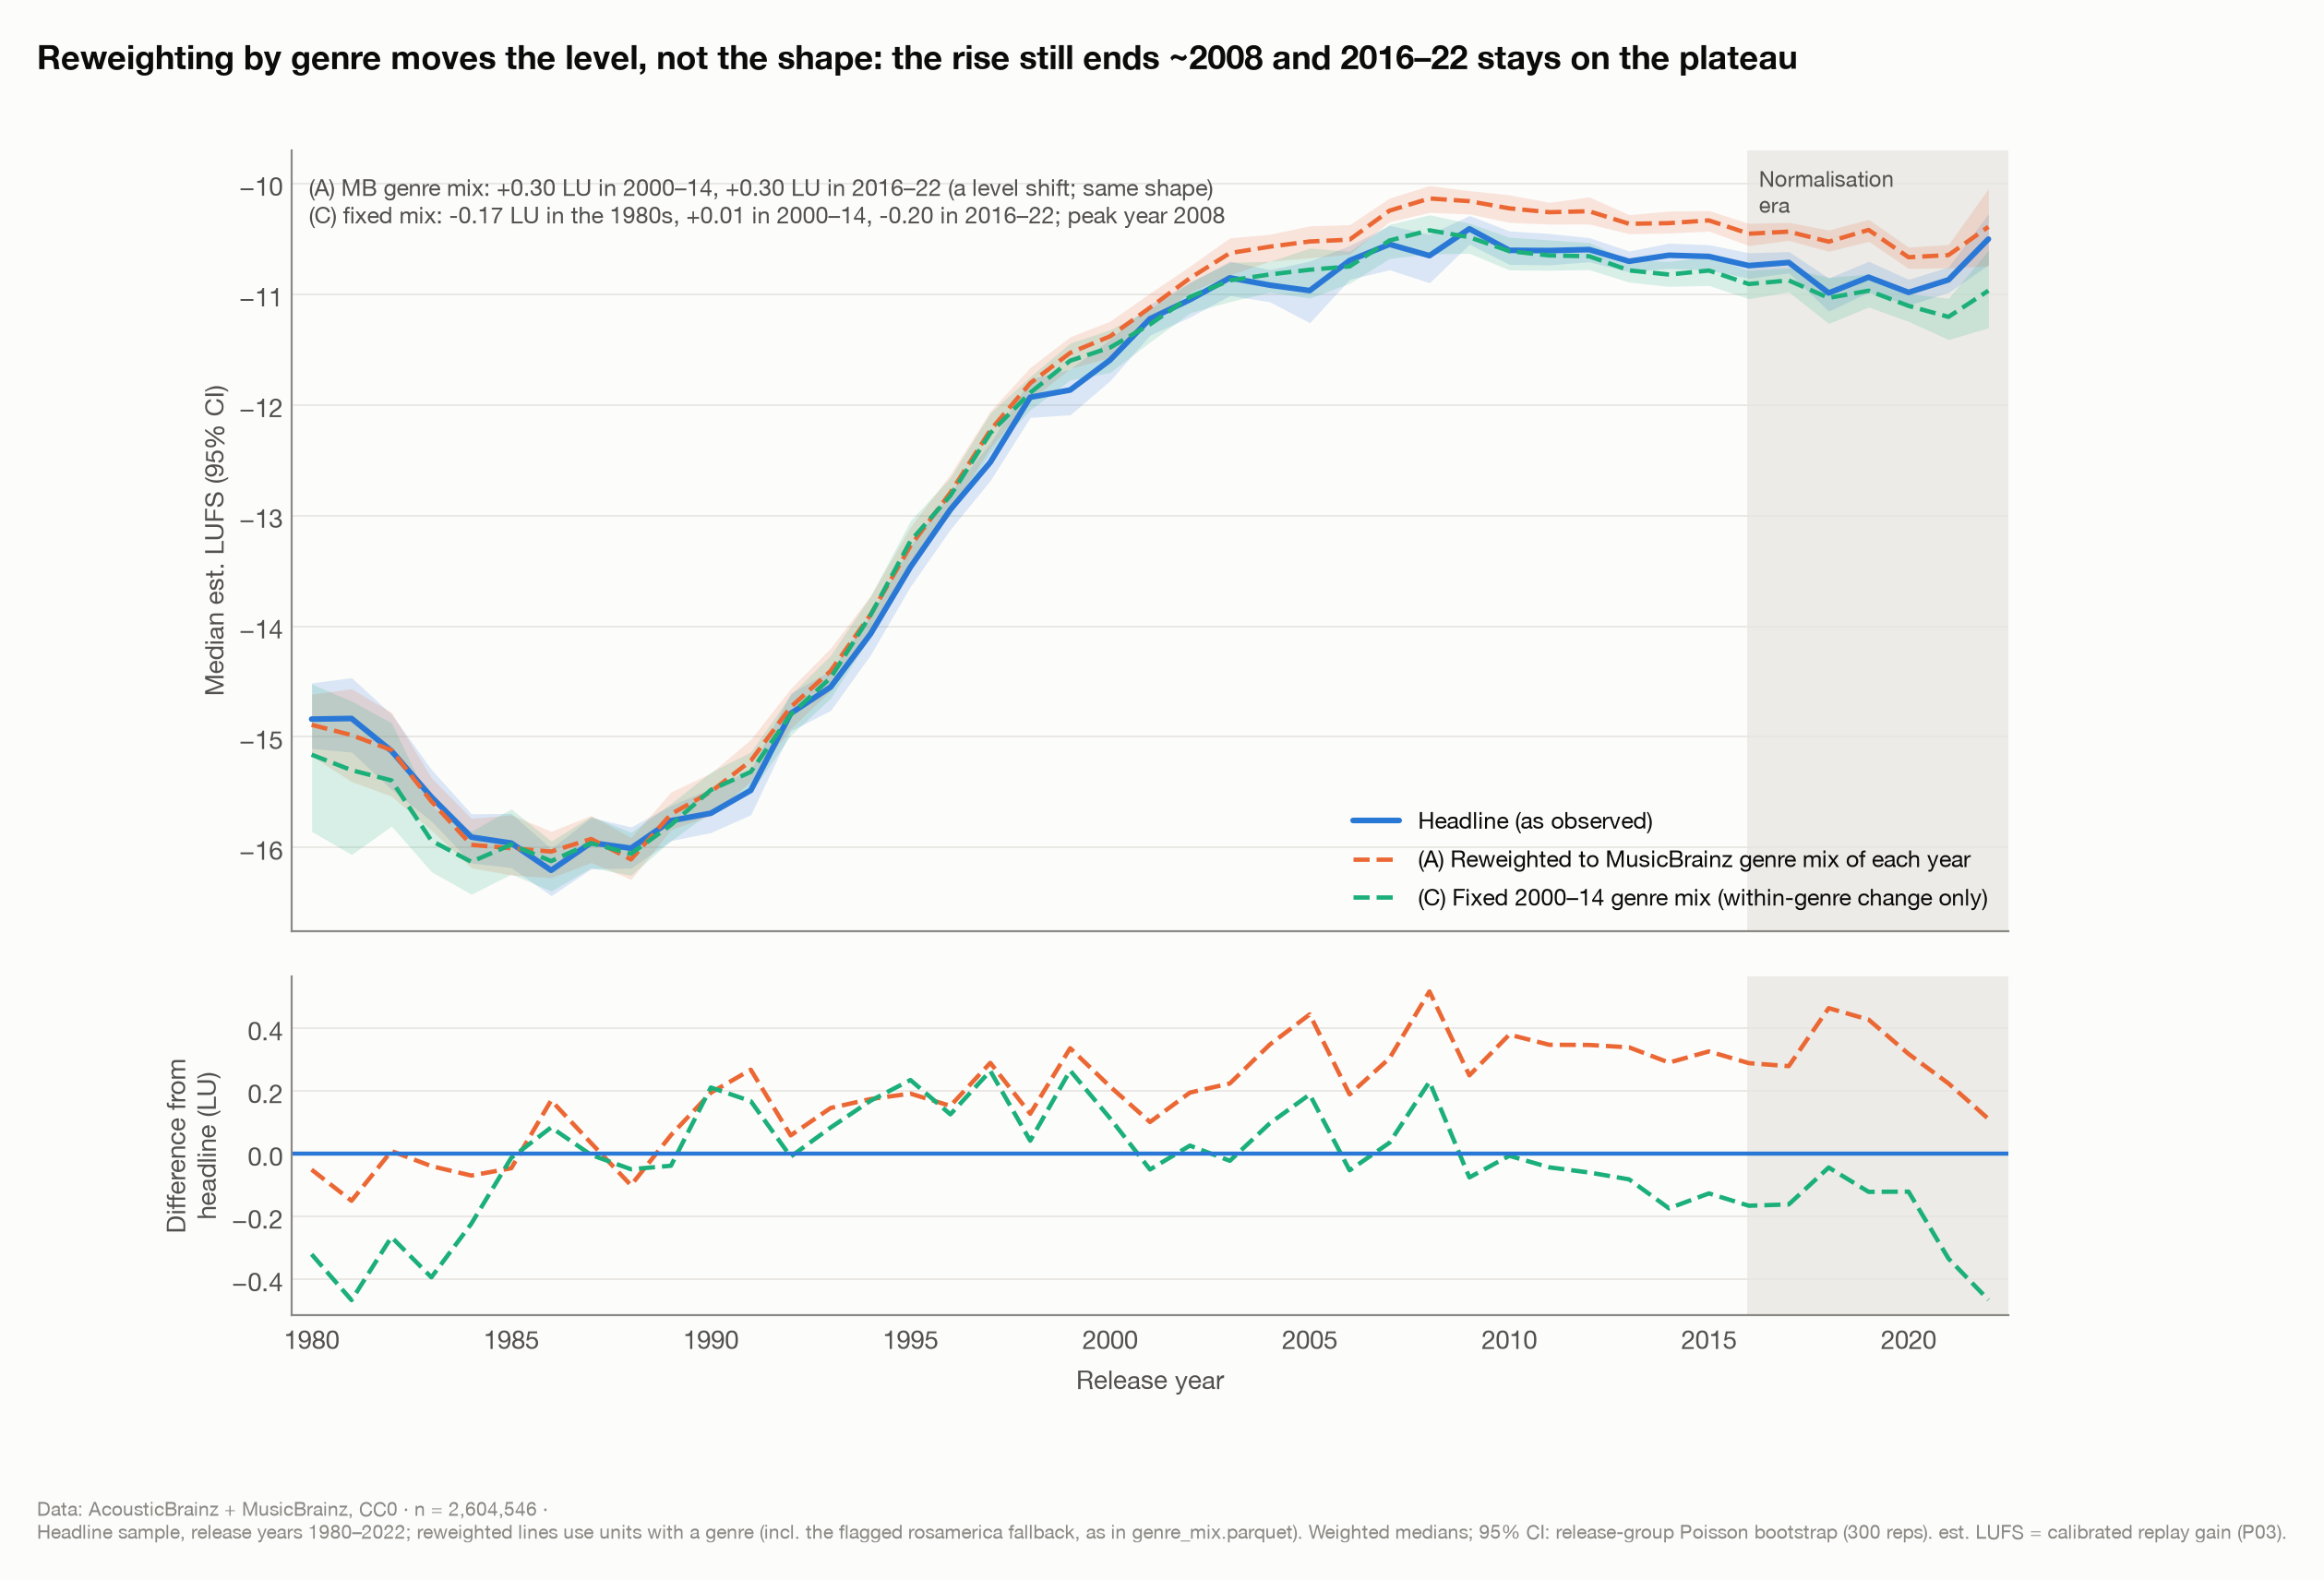 Reweighting by genre moves the level, not the shape: the rise still ends ~2008 and 2016–22 stays on the plateau
(A) MB genre mix: +0.30 LU in 2000–14, +0.30 LU in 2016–22 (a level shift; same shape)
(C) fixed mix: -0.17 LU in the 1980s, +0.01 in 2000–14, -0.20 in 2016–22; peak year 2008
Normalisation
era
−10
−11
−12
−13
−14
−15
−16
Median est. LUFS (95% CI)
Headline (as observed)
(A) Reweighted to MusicBrainz genre mix of each year
(C) Fixed 2000–14 genre mix (within-genre change only)
0.4
0.2
0.0
−0.2
−0.4
Difference from
headline (LU)
1980
1985
1990
1995
2000
2005
2010
2015
2020
Release year
Data: AcousticBrainz + MusicBrainz, CC0 · n = 2,604,546 ·
Headline sample, release years 1980–2022; reweighted lines use units with a genre (incl. the flagged rosamerica fallback, as in genre_mix.parquet). Weighted medians; 95% CI: release-group Poisson bootstrap (300 reps). est. LUFS = calibrated replay gain (P03).